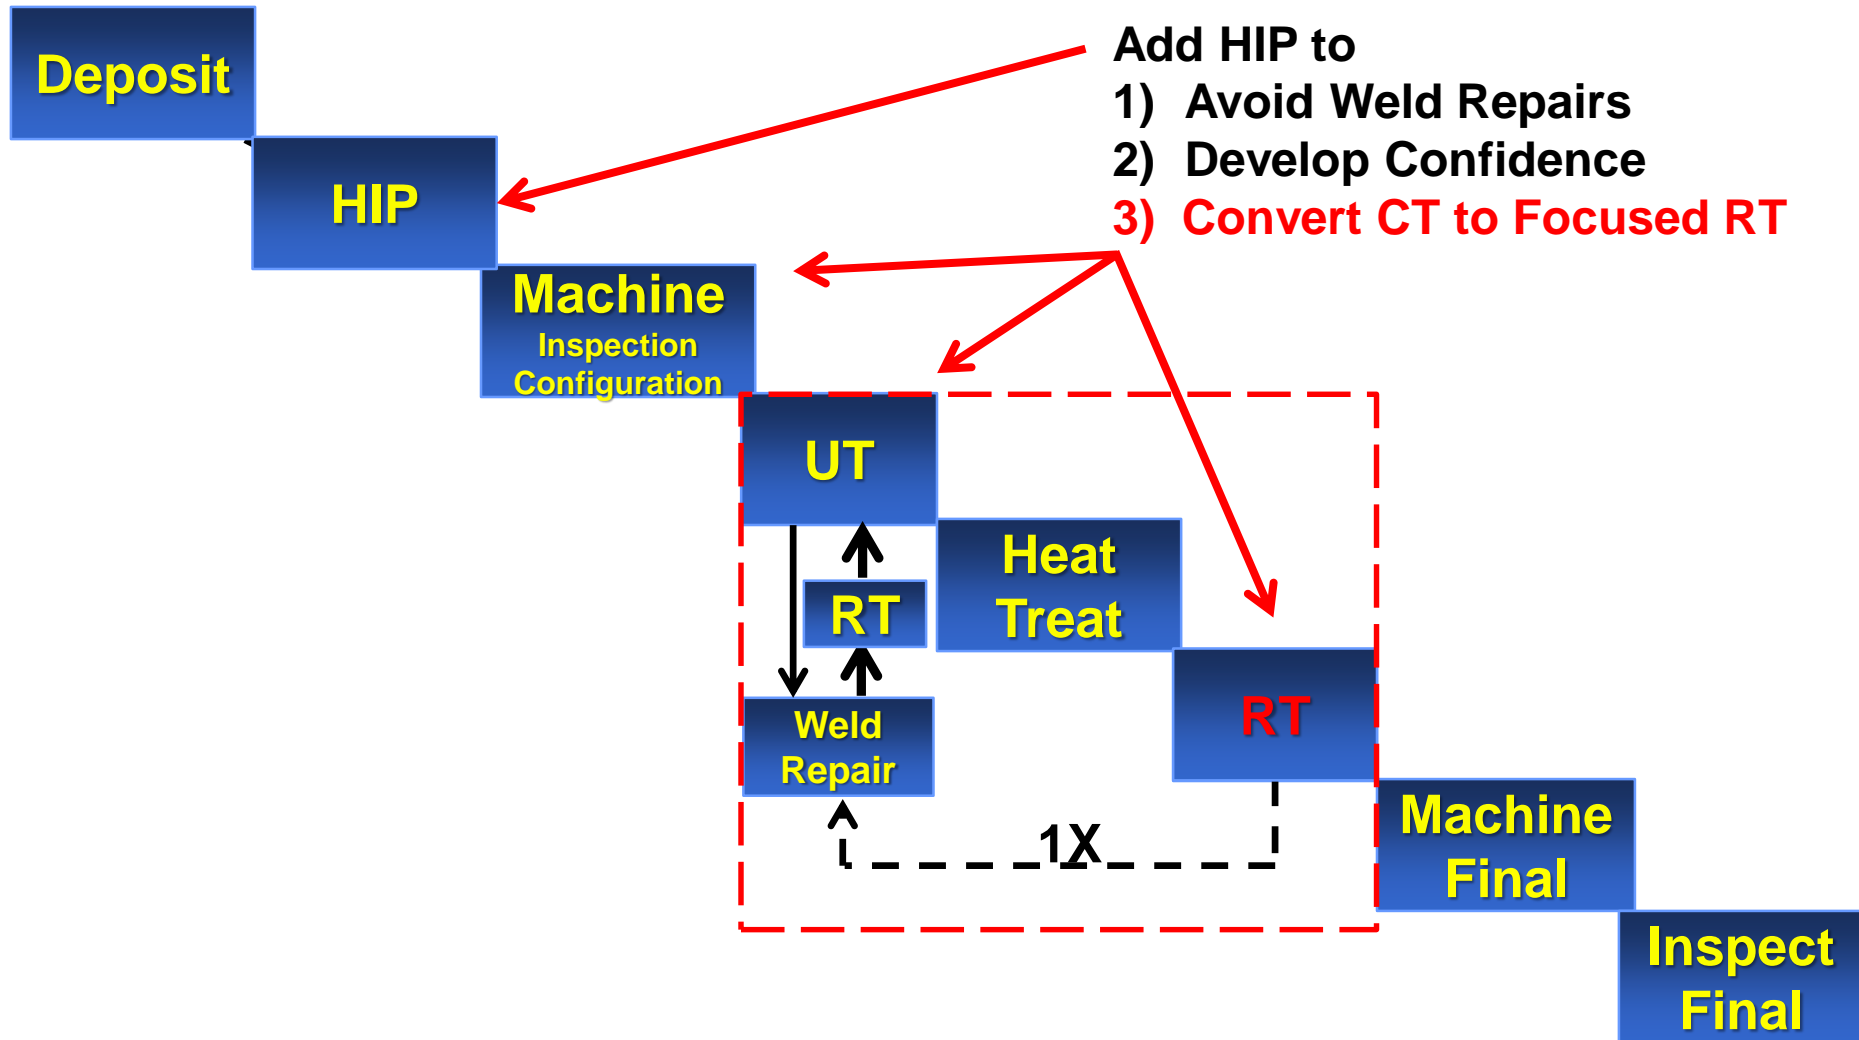 Deposit
HIP
Add HIP to
1) Avoid Weld Repairs
2) Develop Confidence
3) Convert CT to Focused RT
Machine
Inspection
Configuration
UT
Heat
Treat
RT
Weld
Repair
RT
1X
Machine
Final
Inspect
Final